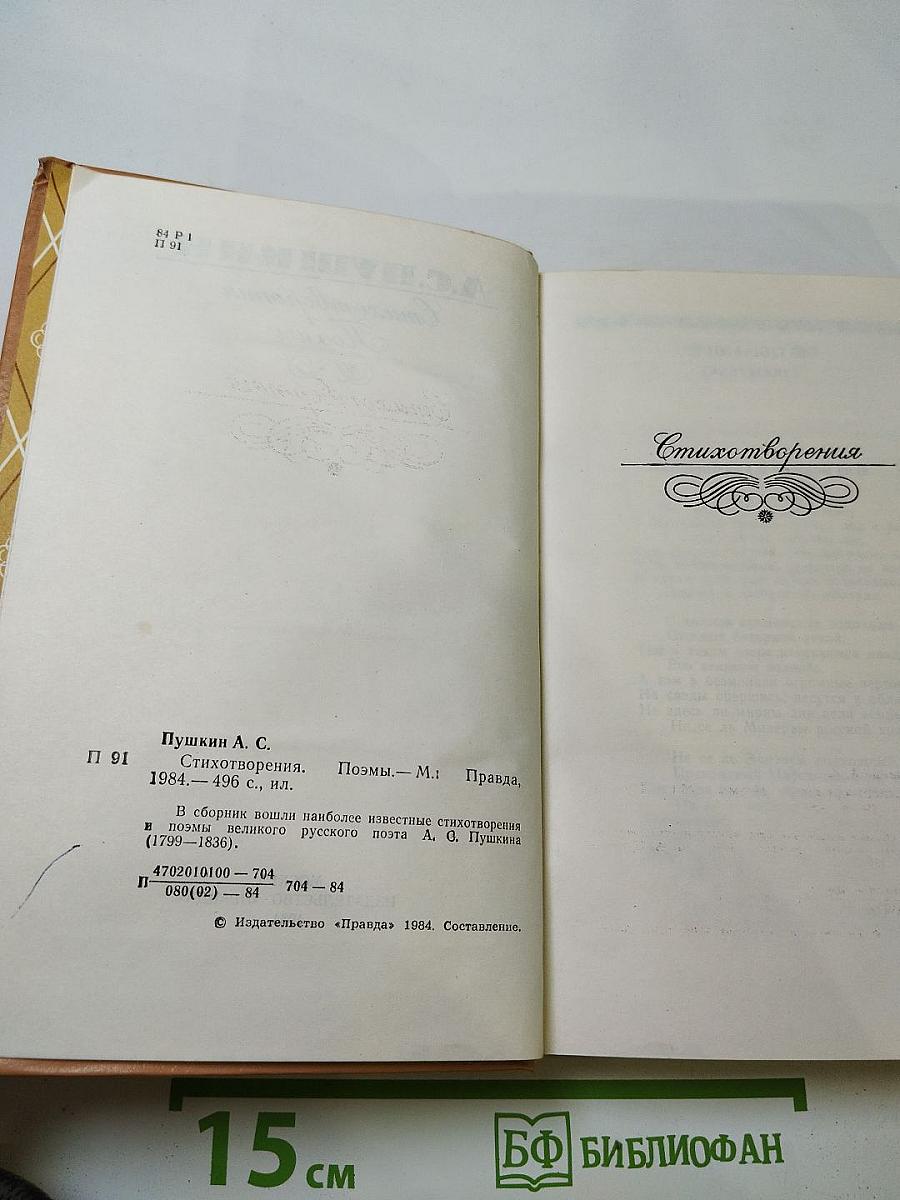 84 Р 1
П 91
Пушкин А. С.
П 91 Стихотворения. Поэмы.— М.: Правда,
1984.— 496 с., ил.
В сборник вошли наиболее известные стихотворения
и поэмы великого русского поэта А. С. Пушкина
(1799—1836).
П 4702010100 — 704
080(02) — 84
704 — 84
© Издательство «Правда» 1984. Составление.
Стихотворения
15 см
БФ БИБЛИОФАН